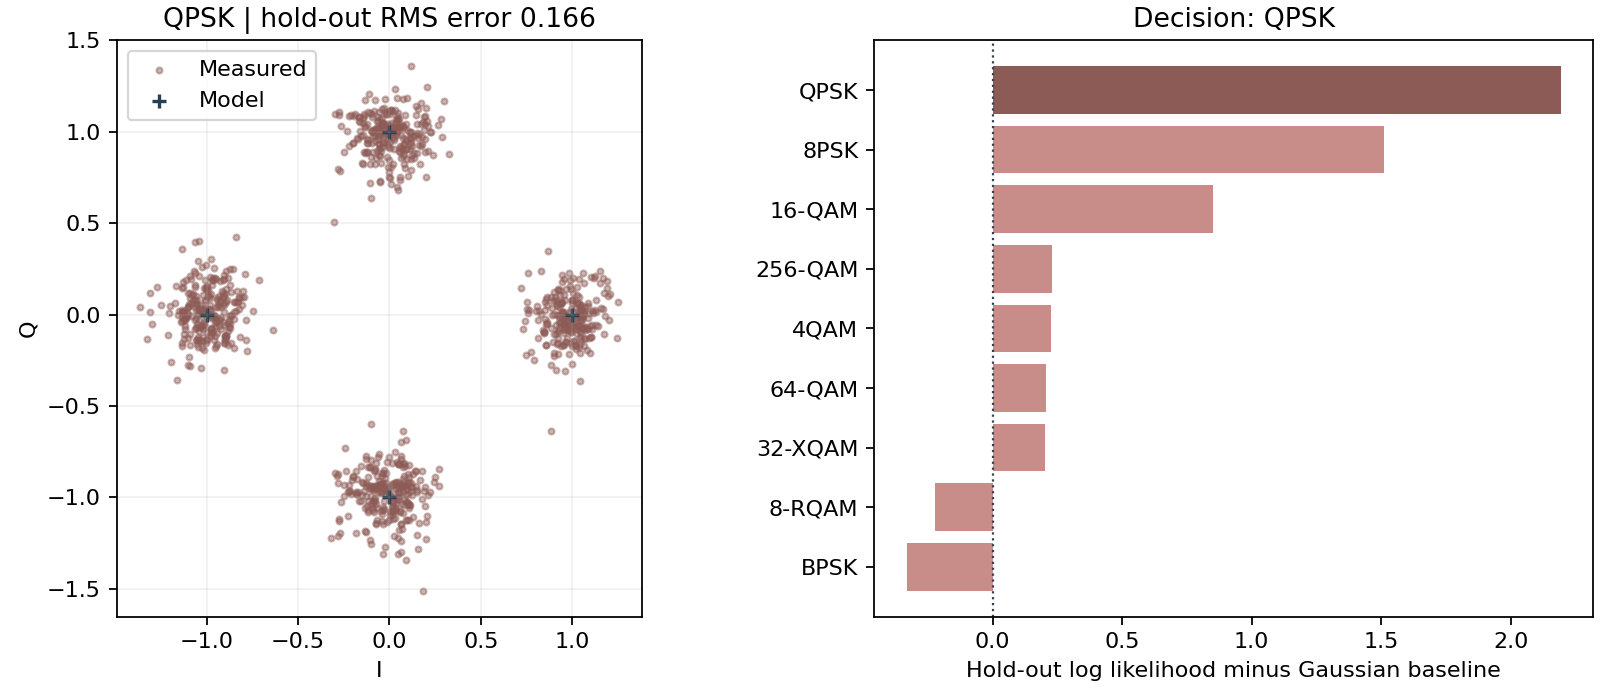 QPSK | hold-out RMS error 0.166
Measured
Model
1.5
1.0
0.5
0.0
−0.5
−1.0
−1.5
Q
−1.0
−0.5
0.0
0.5
1.0
I
Decision: QPSK
QPSK
8PSK
16-QAM
256-QAM
4QAM
64-QAM
32-XQAM
8-RQAM
BPSK
0.0
0.5
1.0
1.5
2.0
Hold-out log likelihood minus Gaussian baseline